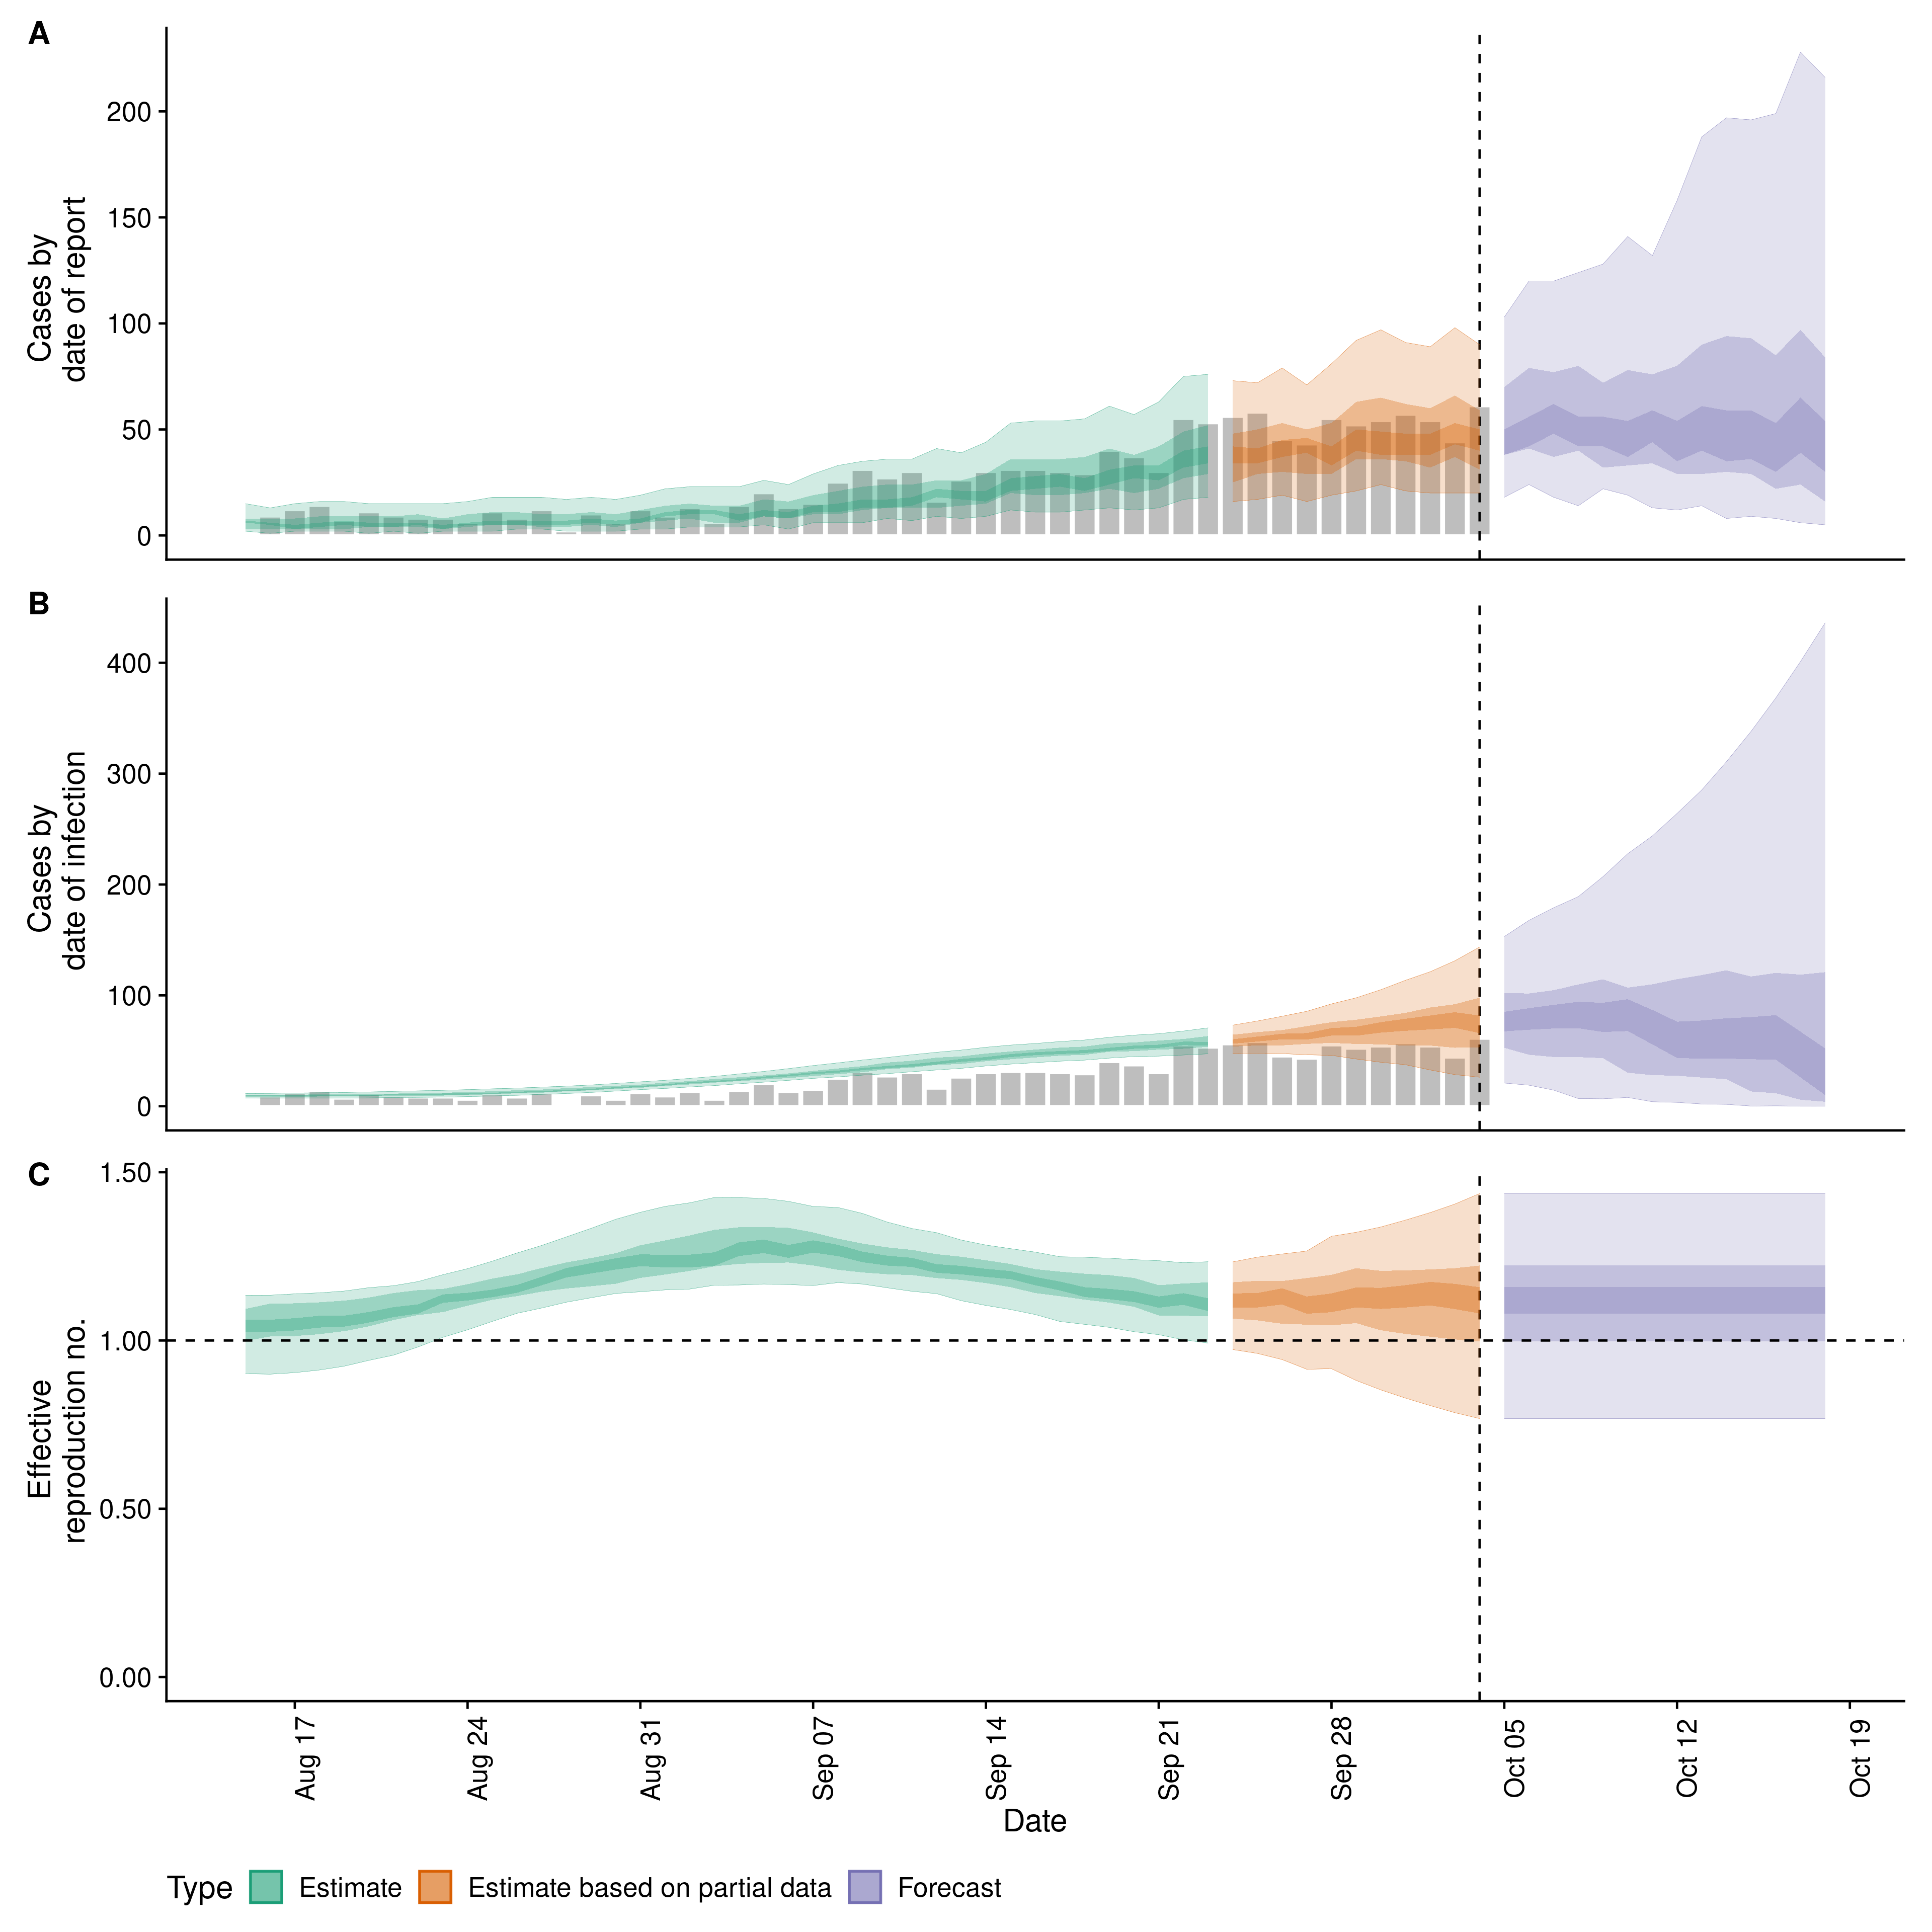 A
Cases by
date of report
200
150
100
50
0
B
Cases by
date of infection
400
300
200
100
0
C
Effective
reproduction no.
1.50
1.00
0.50
0.00
Aug 17
Aug 24
Aug 31
Sep 07
Sep 14
Sep 21
Sep 28
Oct 05
Oct 12
Oct 19
Date
Type Estimate Estimate based on partial data Forecast